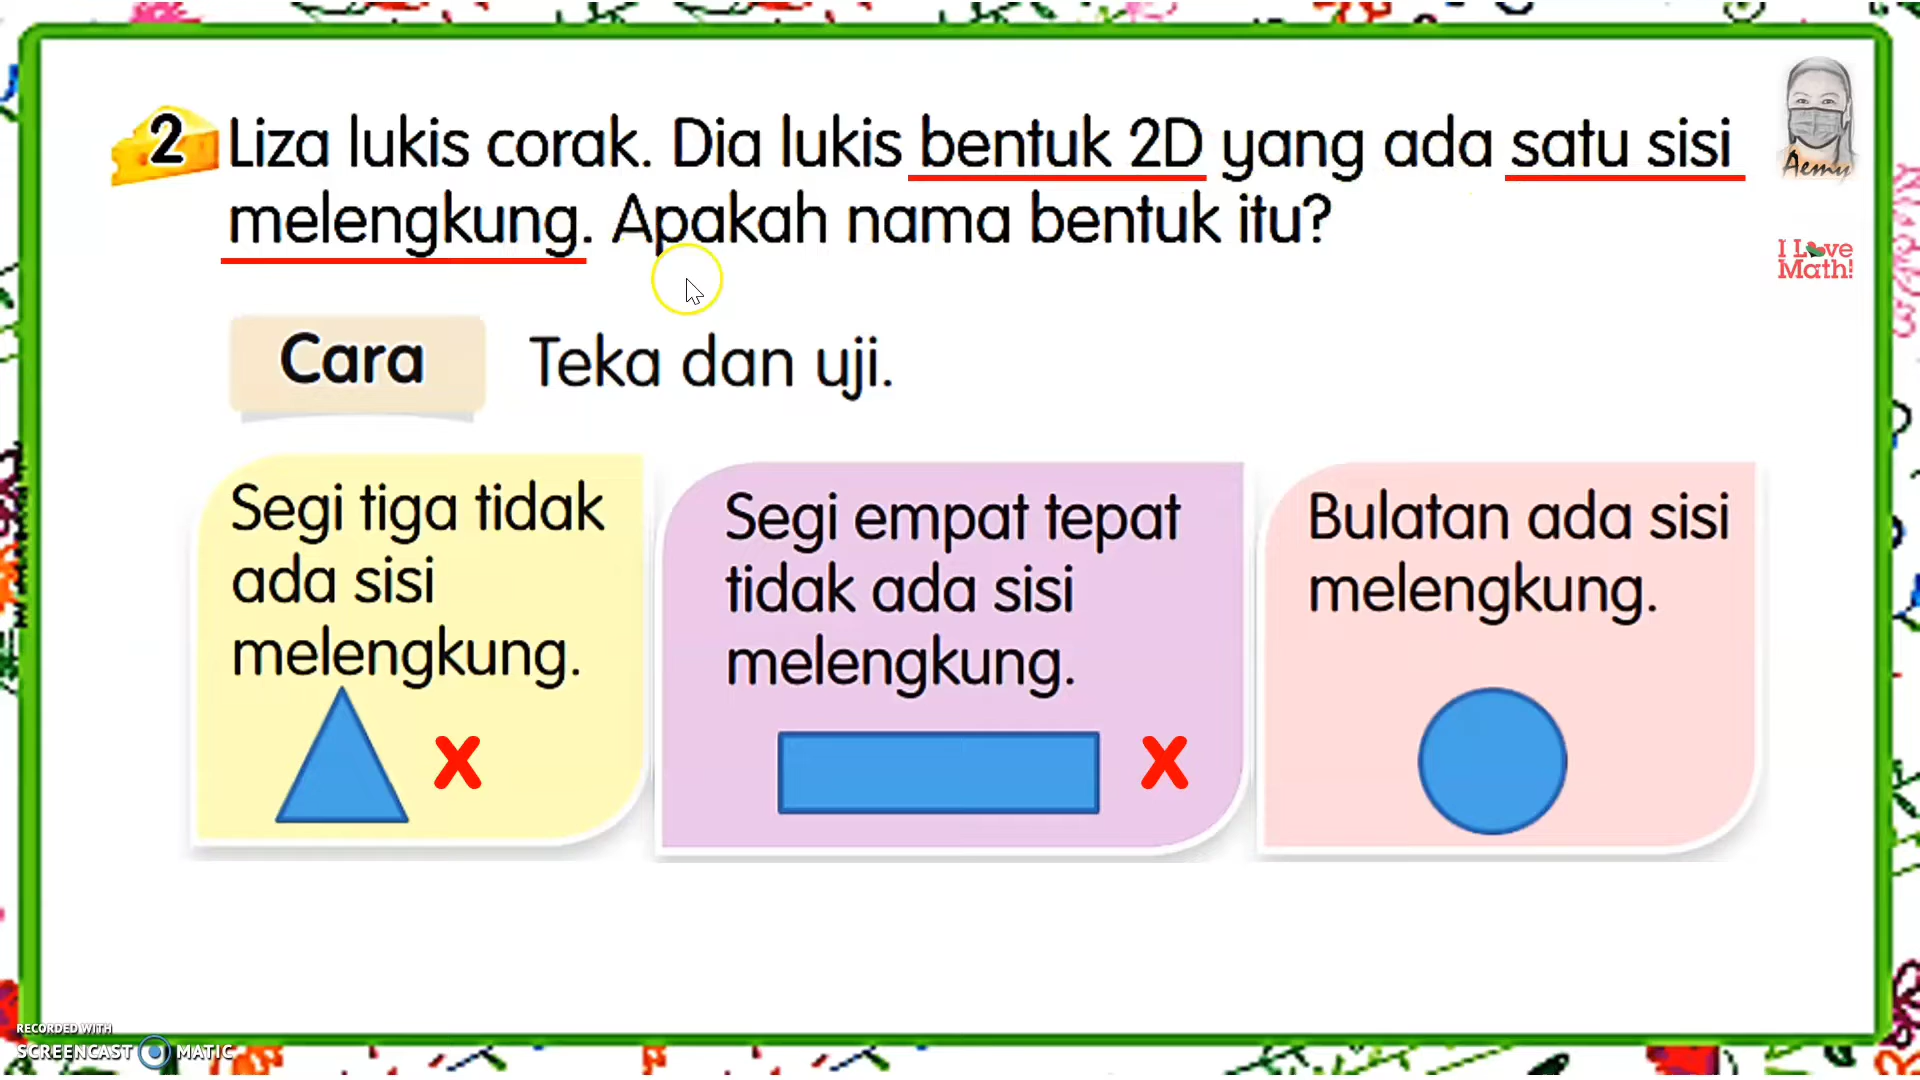 2 Liza lukis corak. Dia lukis bentuk 2D yang ada satu sisi
melengkung. Apakah nama bentuk itu?
Aemy
I Love
Math!
Cara Teka dan uji.
Segi tiga tidak
ada sisi
melengkung.
X
Segi empat tepat
tidak ada sisi
melengkung.
X
Bulatan ada sisi
melengkung.
RECORDED WITH
SCREENCAST MATIC